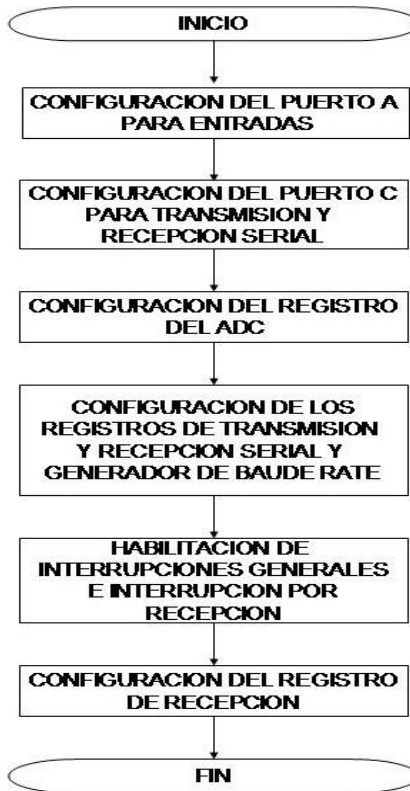 INICIO
CONFIGURACION DEL PUERTO A
PARA ENTRADAS
CONFIGURACION DEL PUERTO C
PARA TRANSMISION Y
RECEPCION SERIAL
CONFIGURACION DEL REGISTRO
DEL ADC
CONFIGURACION DE LOS
REGISTROS DE TRANSMISION
Y RECEPCION SERIAL Y
GENERADOR DE BAUDE RATE
HABILITACION DE
INTERRUPCIONES GENERALES
E INTERRUPCION POR
RECEPCION
CONFIGURACION DEL REGISTRO
DE RECEPCION
FIN